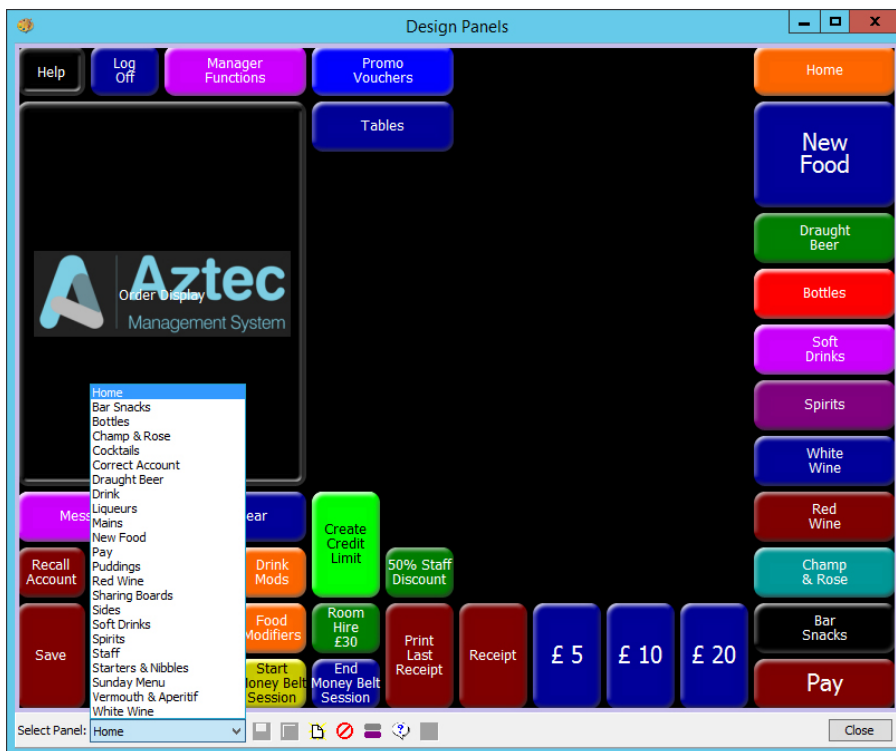 Design Panels
Help
Log
Off
Manager
Functions
Promo
Vouchers
Home
Tables
New
Food
Draught
Beer
Aztec
Order Display
Management System
Bottles
Soft
Drinks
Spirits
White
Wine
Red
Wine
Champ
& Rose
Bar
Snacks
Pay
Home
Bar Snacks
Bottles
Champ & Rose
Cocktails
Correct Account
Draught Beer
Drink
Liqueurs
Mains
New Food
Pay
Puddings
Red Wine
Sharing Boards
Sides
Soft Drinks
Spirits
Staff
Starters & Nibbles
Sunday Menu
Vermouth & Aperitif
White Wine
Mess
ear
Create
Credit
Limit
Recall
Account
Drink
Mods
50% Staff
Discount
Save
Food
Modifiers
Room
Hire
£30
Print
Last
Receipt
Receipt
£ 5
£ 10
£ 20
Start
oney Belt
Session
End
Money Belt
Session
Select Panel:
Home
Close